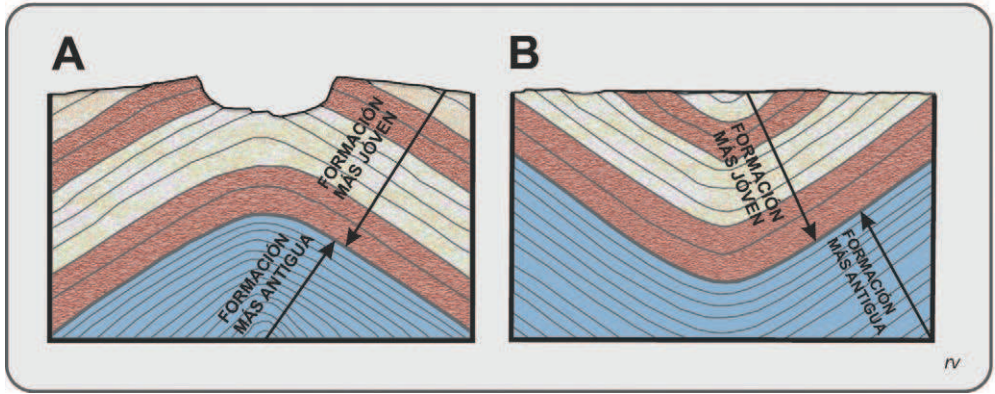 A
FORMACIÓN
MÁS JÓVEN
FORMACIÓN
MÁS ANTIGUA
B
FORMACIÓN
MÁS JÓVEN
FORMACIÓN
MÁS ANTIGUA
rv